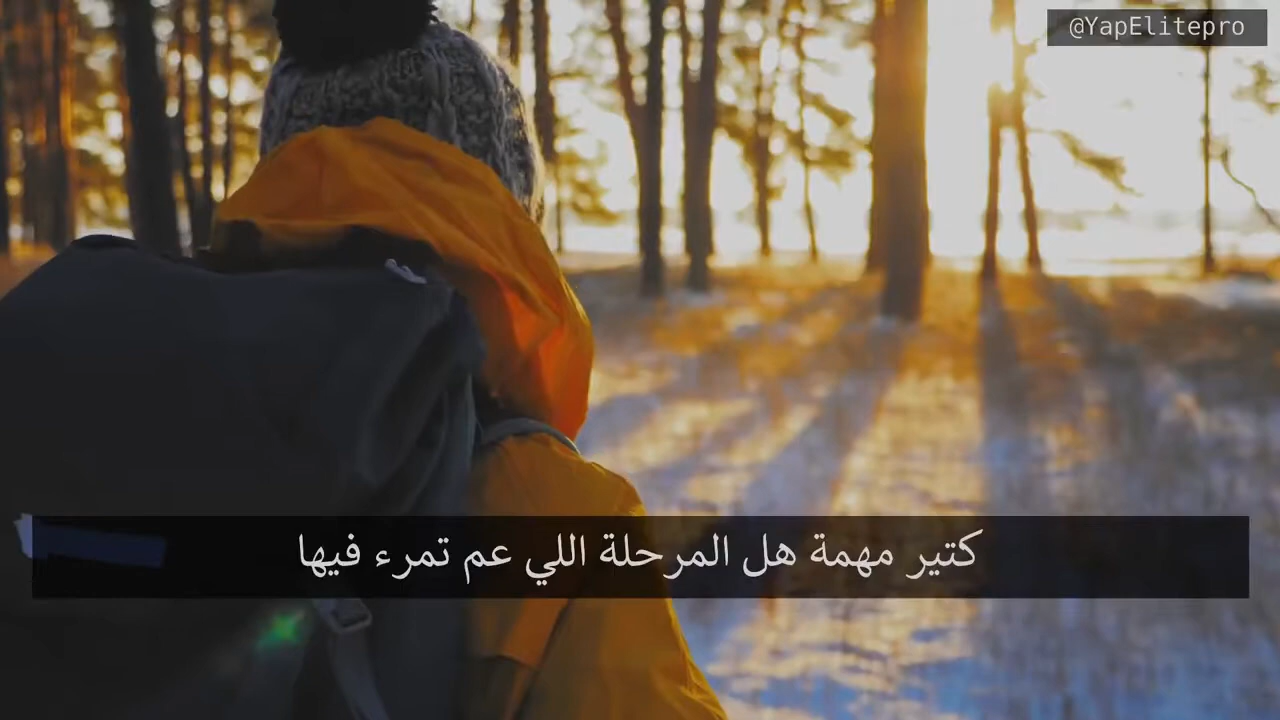 @YapElitepro
كتير مهمة هل المرحلة اللي عم تمرء فيها